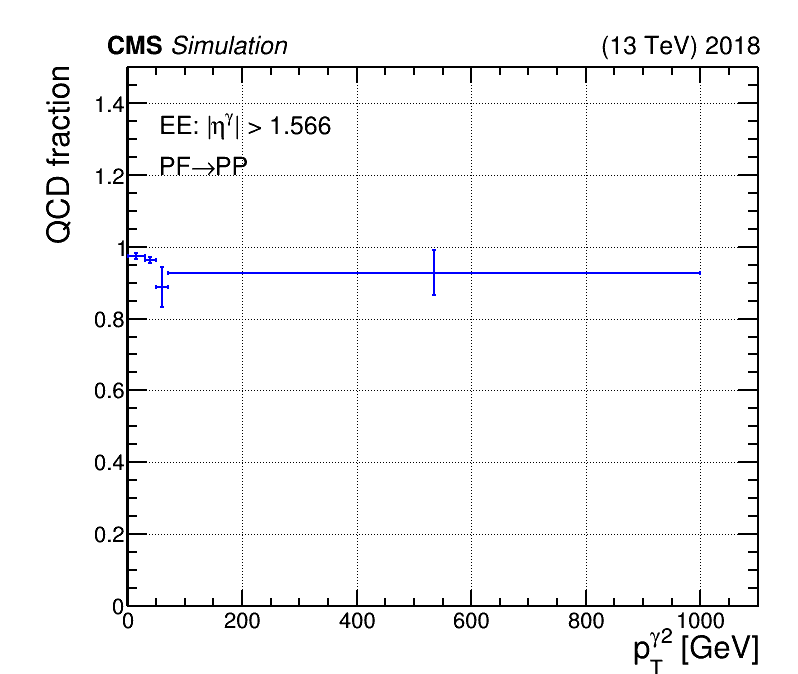 CMS Simulation (13 TeV) 2018
QCD fraction
EE: |η^γ| > 1.566
PF→PP
1.4
1.2
1
0.8
0.6
0.4
0.2
0
0 200 400 600 800 1000
p_T^γ2 [GeV]